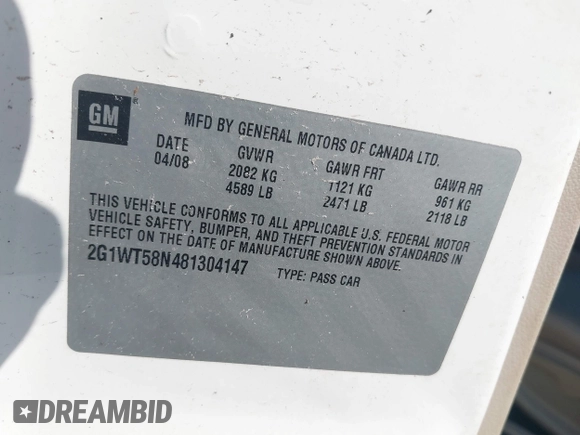 GM
MFD BY GENERAL MOTORS OF CANADA LTD.
DATE GVWR GAWR FRT GAWR RR
04/08 2082 KG 1121 KG 961 KG
4589 LB 2471 LB 2118 LB
THIS VEHICLE CONFORMS TO ALL APPLICABLE U.S. FEDERAL MOTOR
VEHICLE SAFETY, BUMPER, AND THEFT PREVENTION STANDARDS IN
EFFECT ON THE DATE OF MANUFACTURE SHOWN ABOVE.
2G1WT58N481304147 TYPE: PASS CAR
DREAMBID